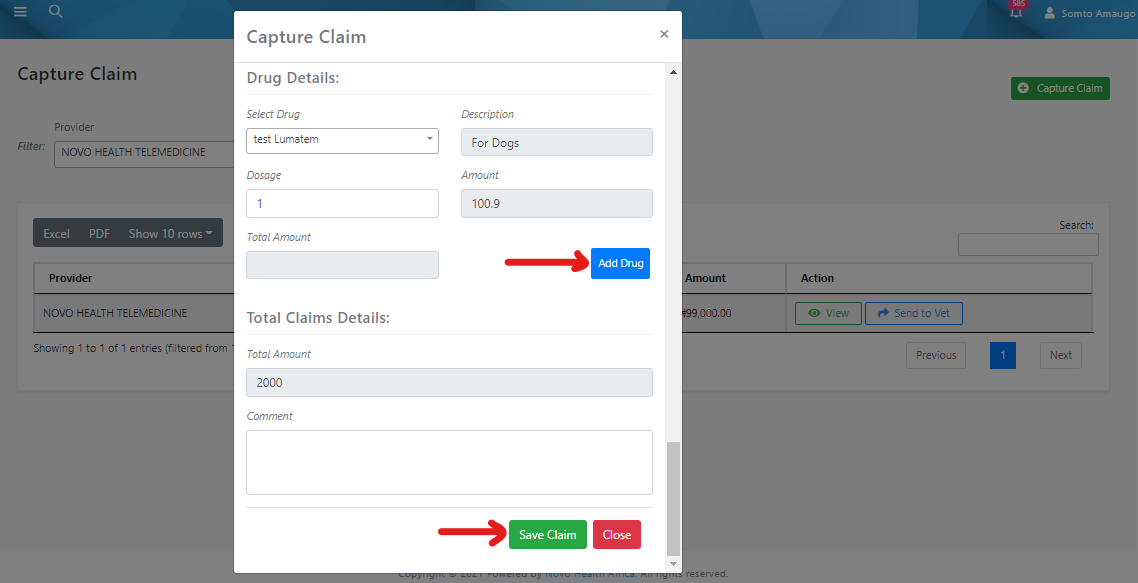 585
Somto Amaugo
Capture Claim
Capture Claim
Provider
Filter:
NOVO HEALTH TELEMEDICINE
Excel PDF Show 10 rows
Search:
Provider
Amount Action
NOVO HEALTH TELEMEDICINE
₦99,000.00 View Send to Vet
Showing 1 to 1 of 1 entries (filtered from
Previous 1 Next
Capture Claim ×
Drug Details:
Select Drug Description
test Lumatem For Dogs
Dosage Amount
1 100.9
Total Amount
Add Drug
Total Claims Details:
Total Amount
2000
Comment
Save Claim Close
Copyright © 2021 Powered by Novo Health Africa. All rights reserved.